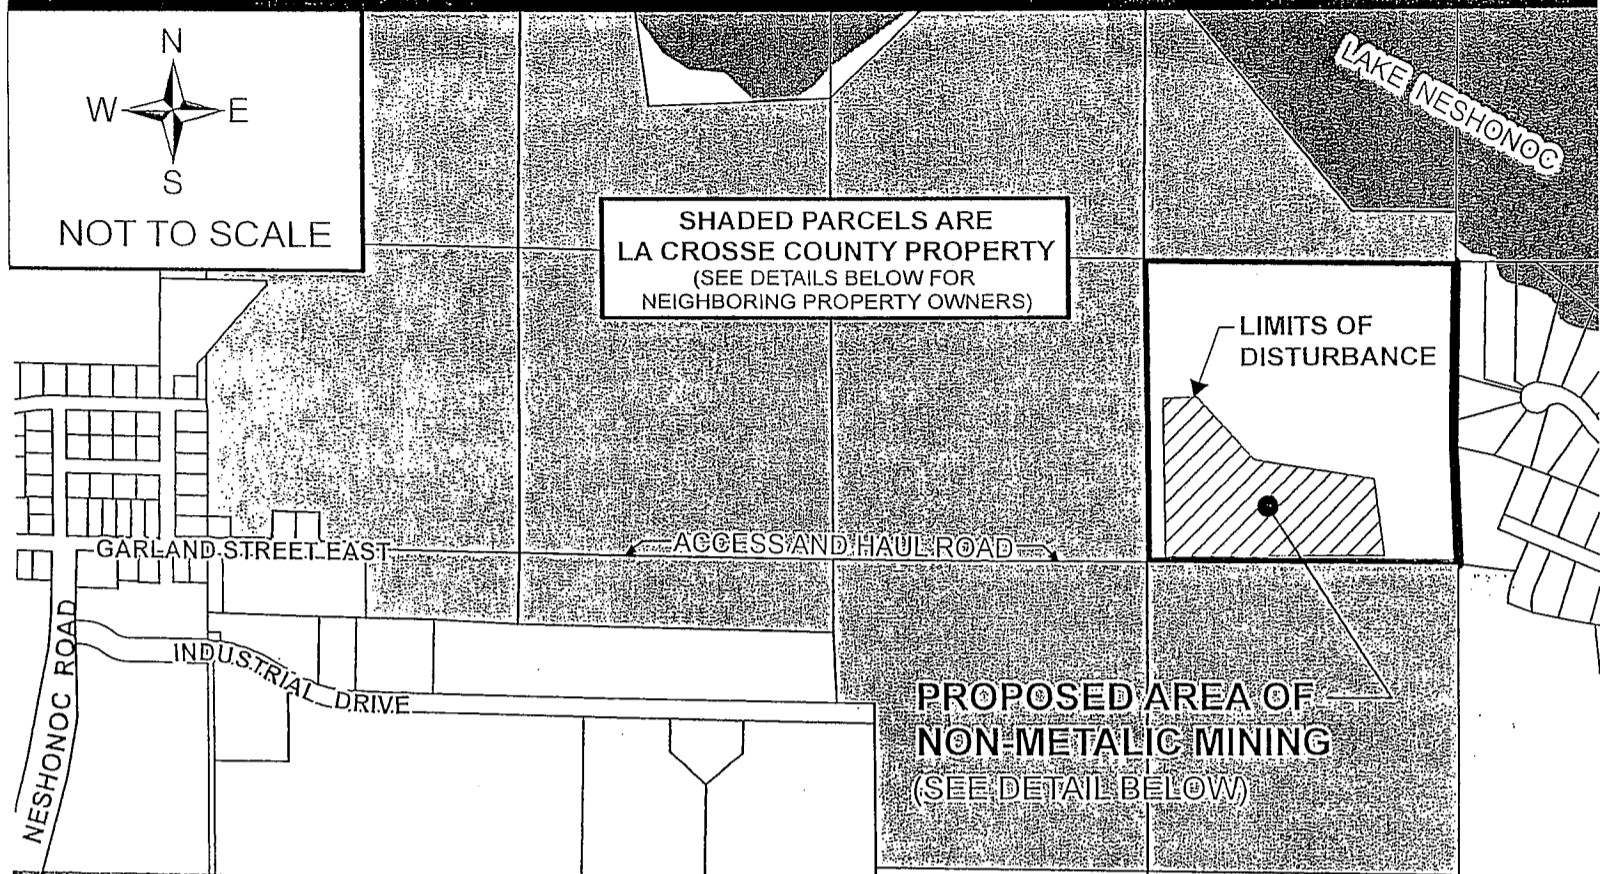 N
W E
S
NOT TO SCALE
LAKE NESHONOC
SHADED PARCELS ARE
LA CROSSE COUNTY PROPERTY
(SEE DETAILS BELOW FOR
NEIGHBORING PROPERTY OWNERS)
LIMITS OF
DISTURBANCE
GARLAND STREET EAST
ACCESS AND HAUL ROAD
NESHONOC ROAD
INDUSTRIAL DRIVE
PROPOSED AREA OF
NON-METALIC MINING
(SEE DETAIL BELOW)